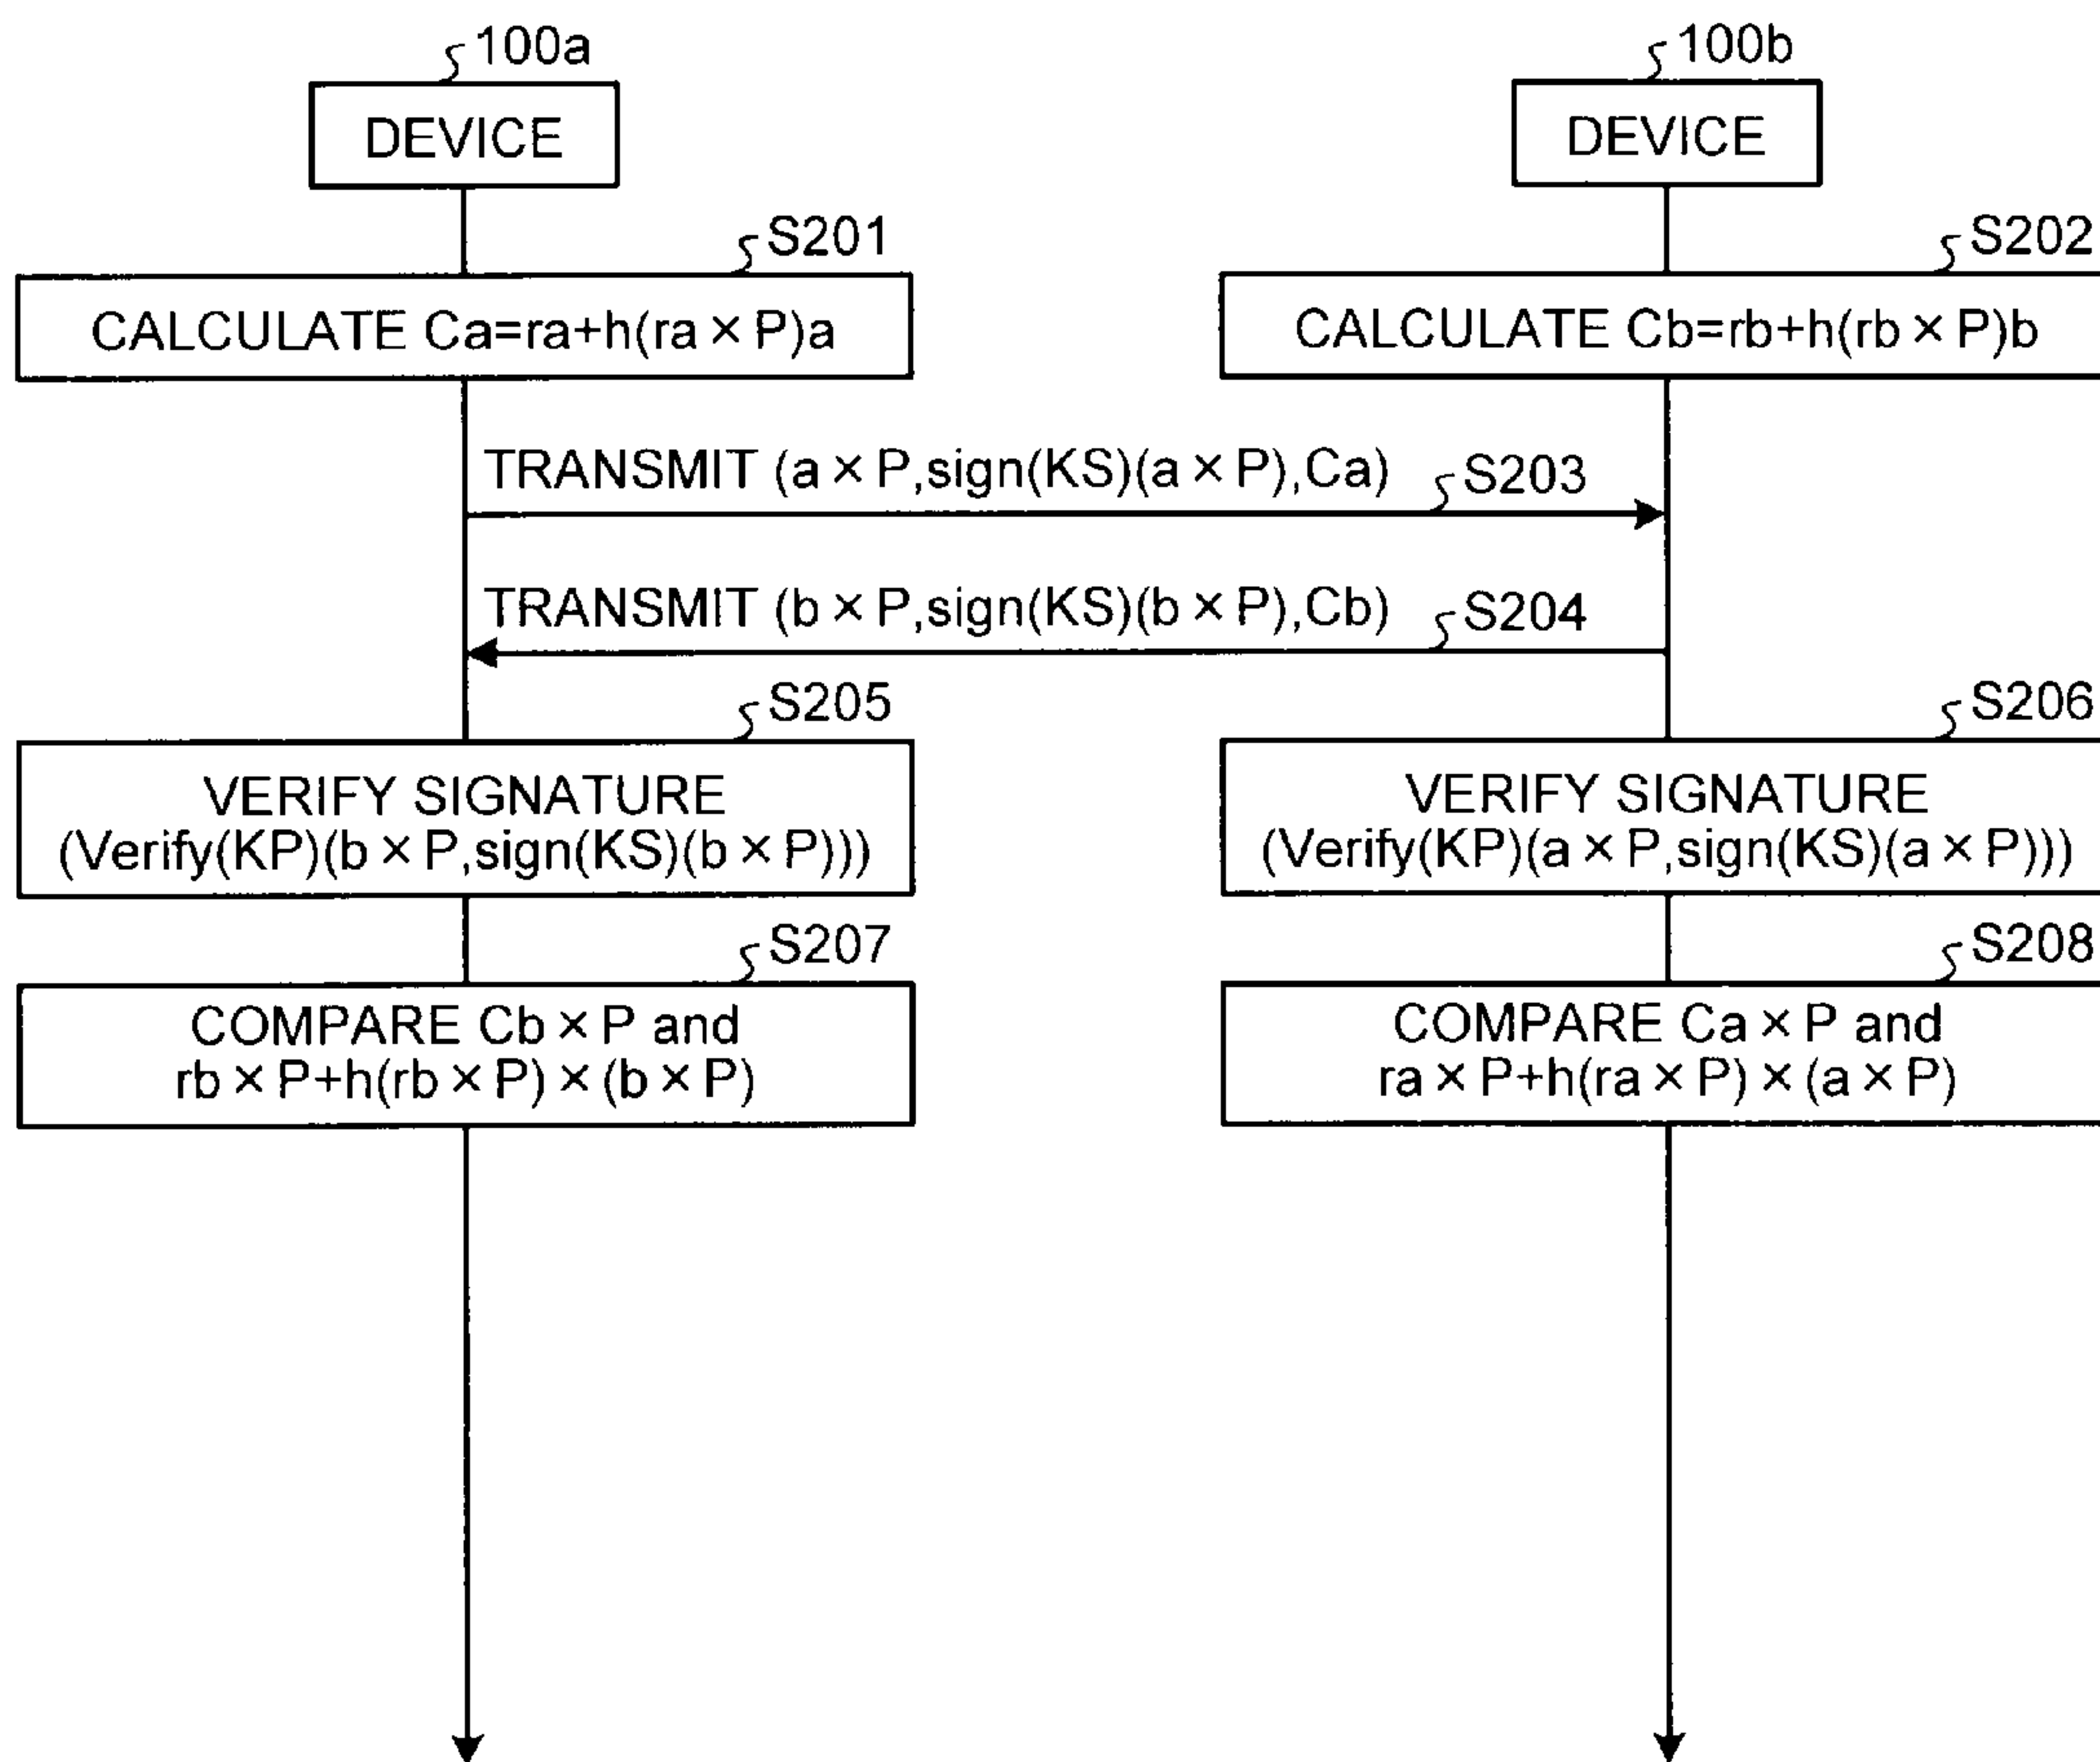 100a
100b
DEVICE
DEVICE
S201
S202
CALCULATE Ca=ra+h(ra × P)a
CALCULATE Cb=rb+h(rb × P)b
TRANSMIT (a × P,sign(KS)(a × P),Ca)
S203
TRANSMIT (b × P,sign(KS)(b × P),Cb)
S204
S205
S206
VERIFY SIGNATURE
(Verify(KP)(b × P,sign(KS)(b × P)))
VERIFY SIGNATURE
(Verify(KP)(a × P,sign(KS)(a × P)))
S207
S208
COMPARE Cb × P and
rb × P+h(rb × P) × (b × P)
COMPARE Ca × P and
ra × P+h(ra × P) × (a × P)